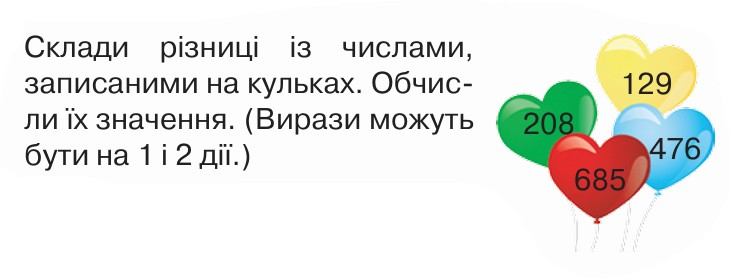 Склади різниці із числами,
записаними на кульках. Обчис-
ли їх значення. (Вирази можуть
бути на 1 і 2 дії.)
129
208
476
685